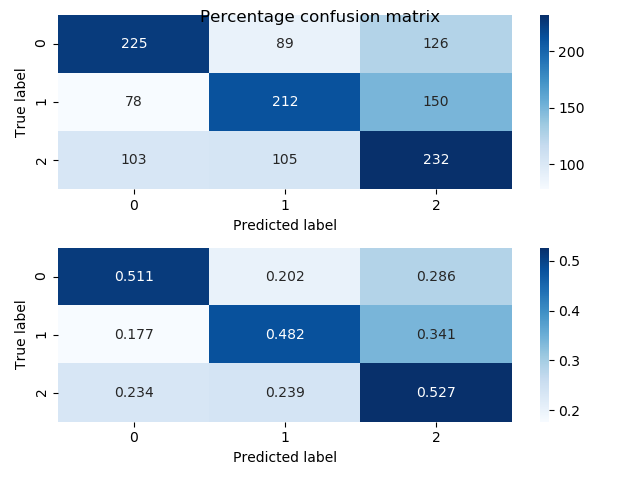 Percentage confusion matrix
True label
0 225 89 126
1 78 212 150
2 103 105 232
0 1 2
Predicted label
200
150
100
True label
0 0.511 0.202 0.286
1 0.177 0.482 0.341
2 0.234 0.239 0.527
0 1 2
Predicted label
0.5
0.4
0.3
0.2